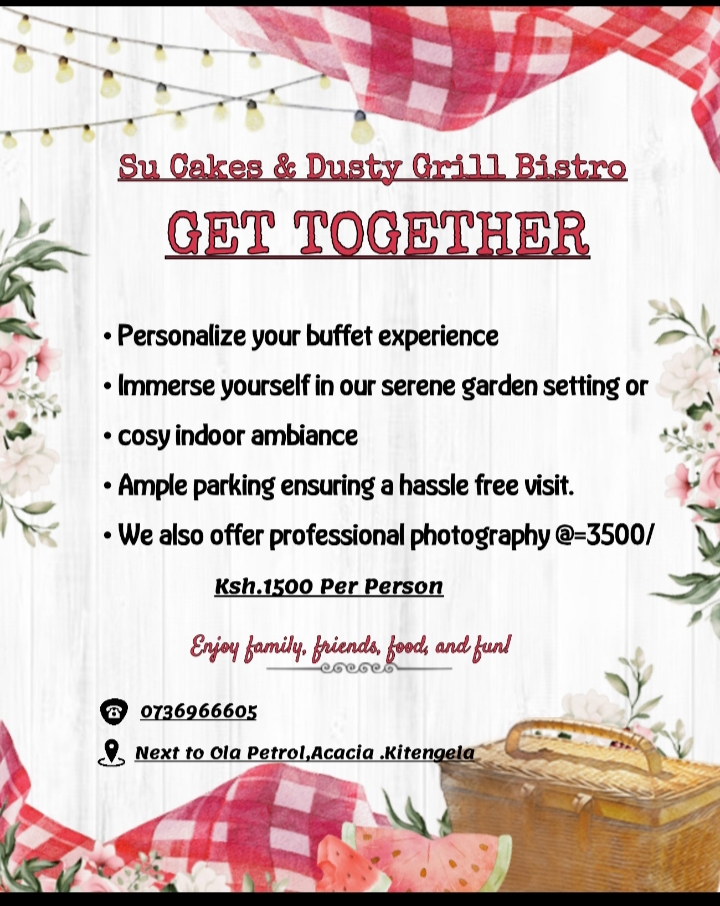 Su Cakes & Dusty Grill Bistro
GET TOGETHER
• Personalize your buffet experience
• Immerse yourself in our serene garden setting or
• cosy indoor ambiance
• Ample parking ensuring a hassle free visit.
• We also offer professional photography @=3500/
Ksh.1500 Per Person
Enjoy family, friends, food, and fun!
0736966605
Next to Ola Petrol,Acacia .Kitengela